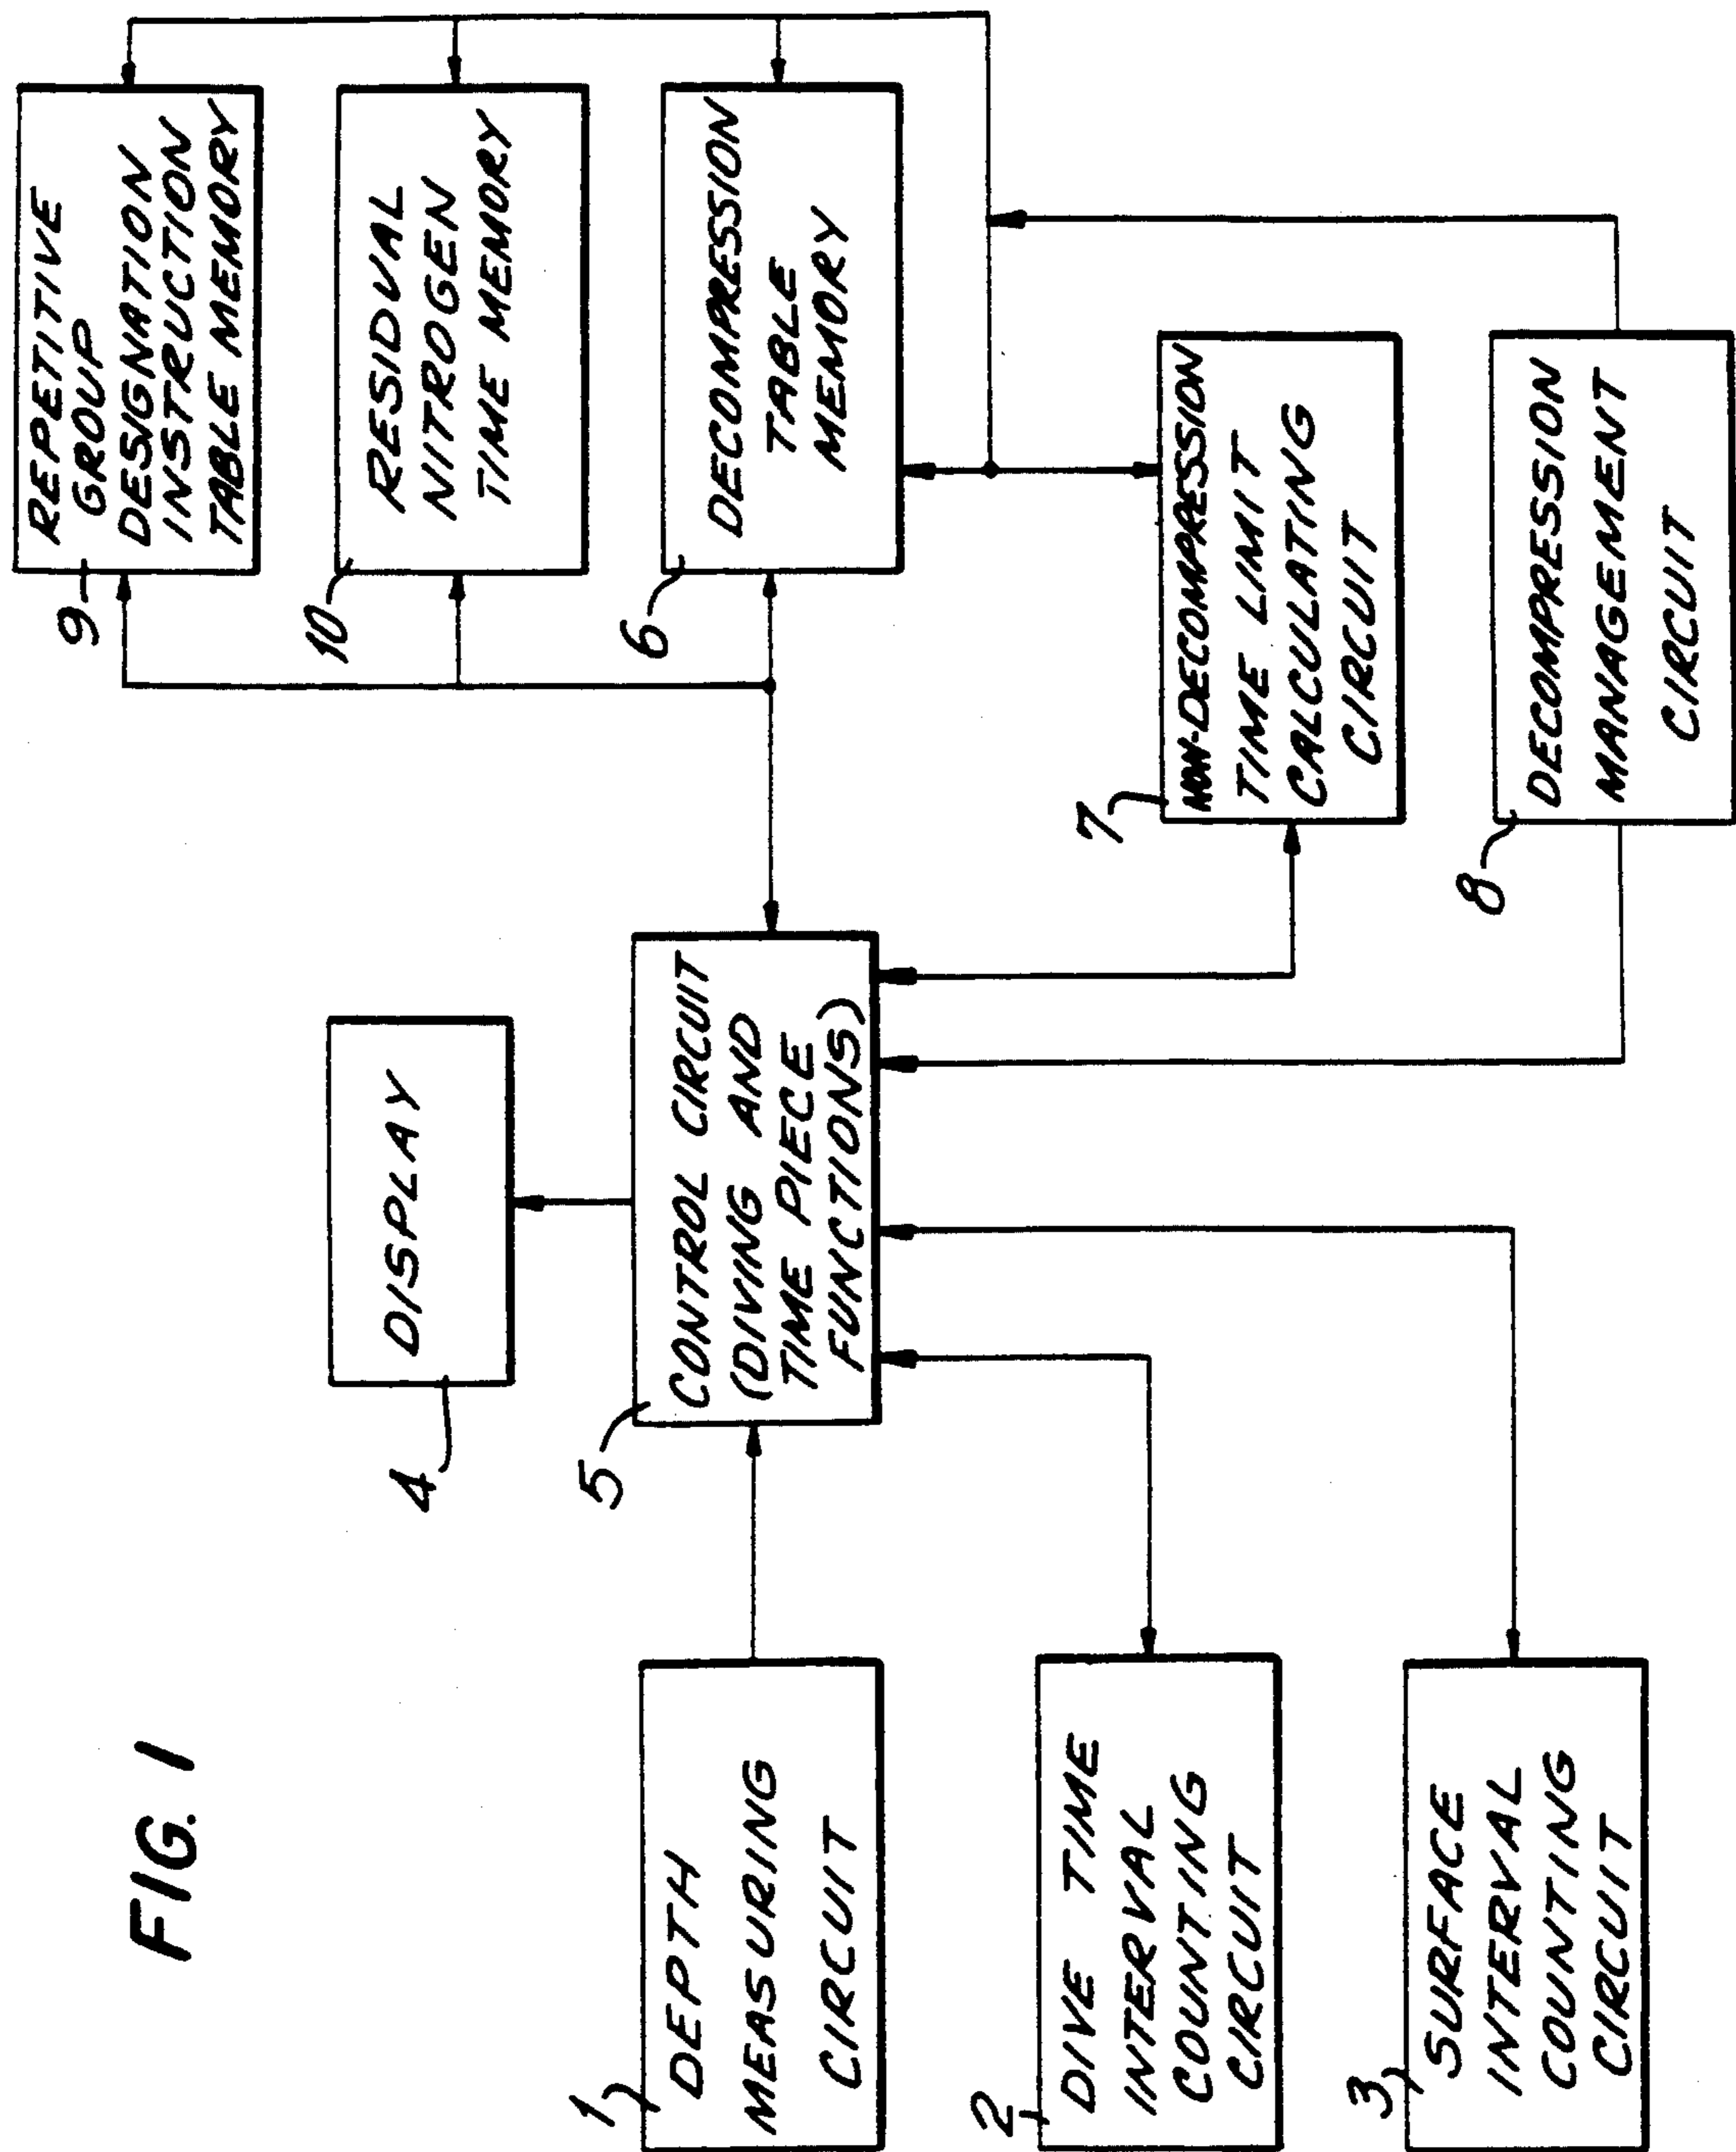 FIG. 1
1
DEPTH
MEASURING
CIRCUIT
2
DIVE TIME
INTERVAL
COUNTING
CIRCUIT
3
SURFACE
INTERVAL
COUNTING
CIRCUIT
4
DISPLAY
5
CONTROL CIRCUIT
(DIVING AND
TIME PIECE
FUNCTIONS)
9
REPETITIVE
GROUP
DESIGNATION
INSTRUCTION
TABLE MEMORY
10
RESIDVAL
NITROGEN
TIME MEMORY
6
DECOMPRESSION
TABLE
MEMORY
7
NON-DECOMPRESSION
TIME LIMIT
CALCULATING
CIRCUIT
8
DECOMPRESSION
MANAGEMENT
CIRCUIT